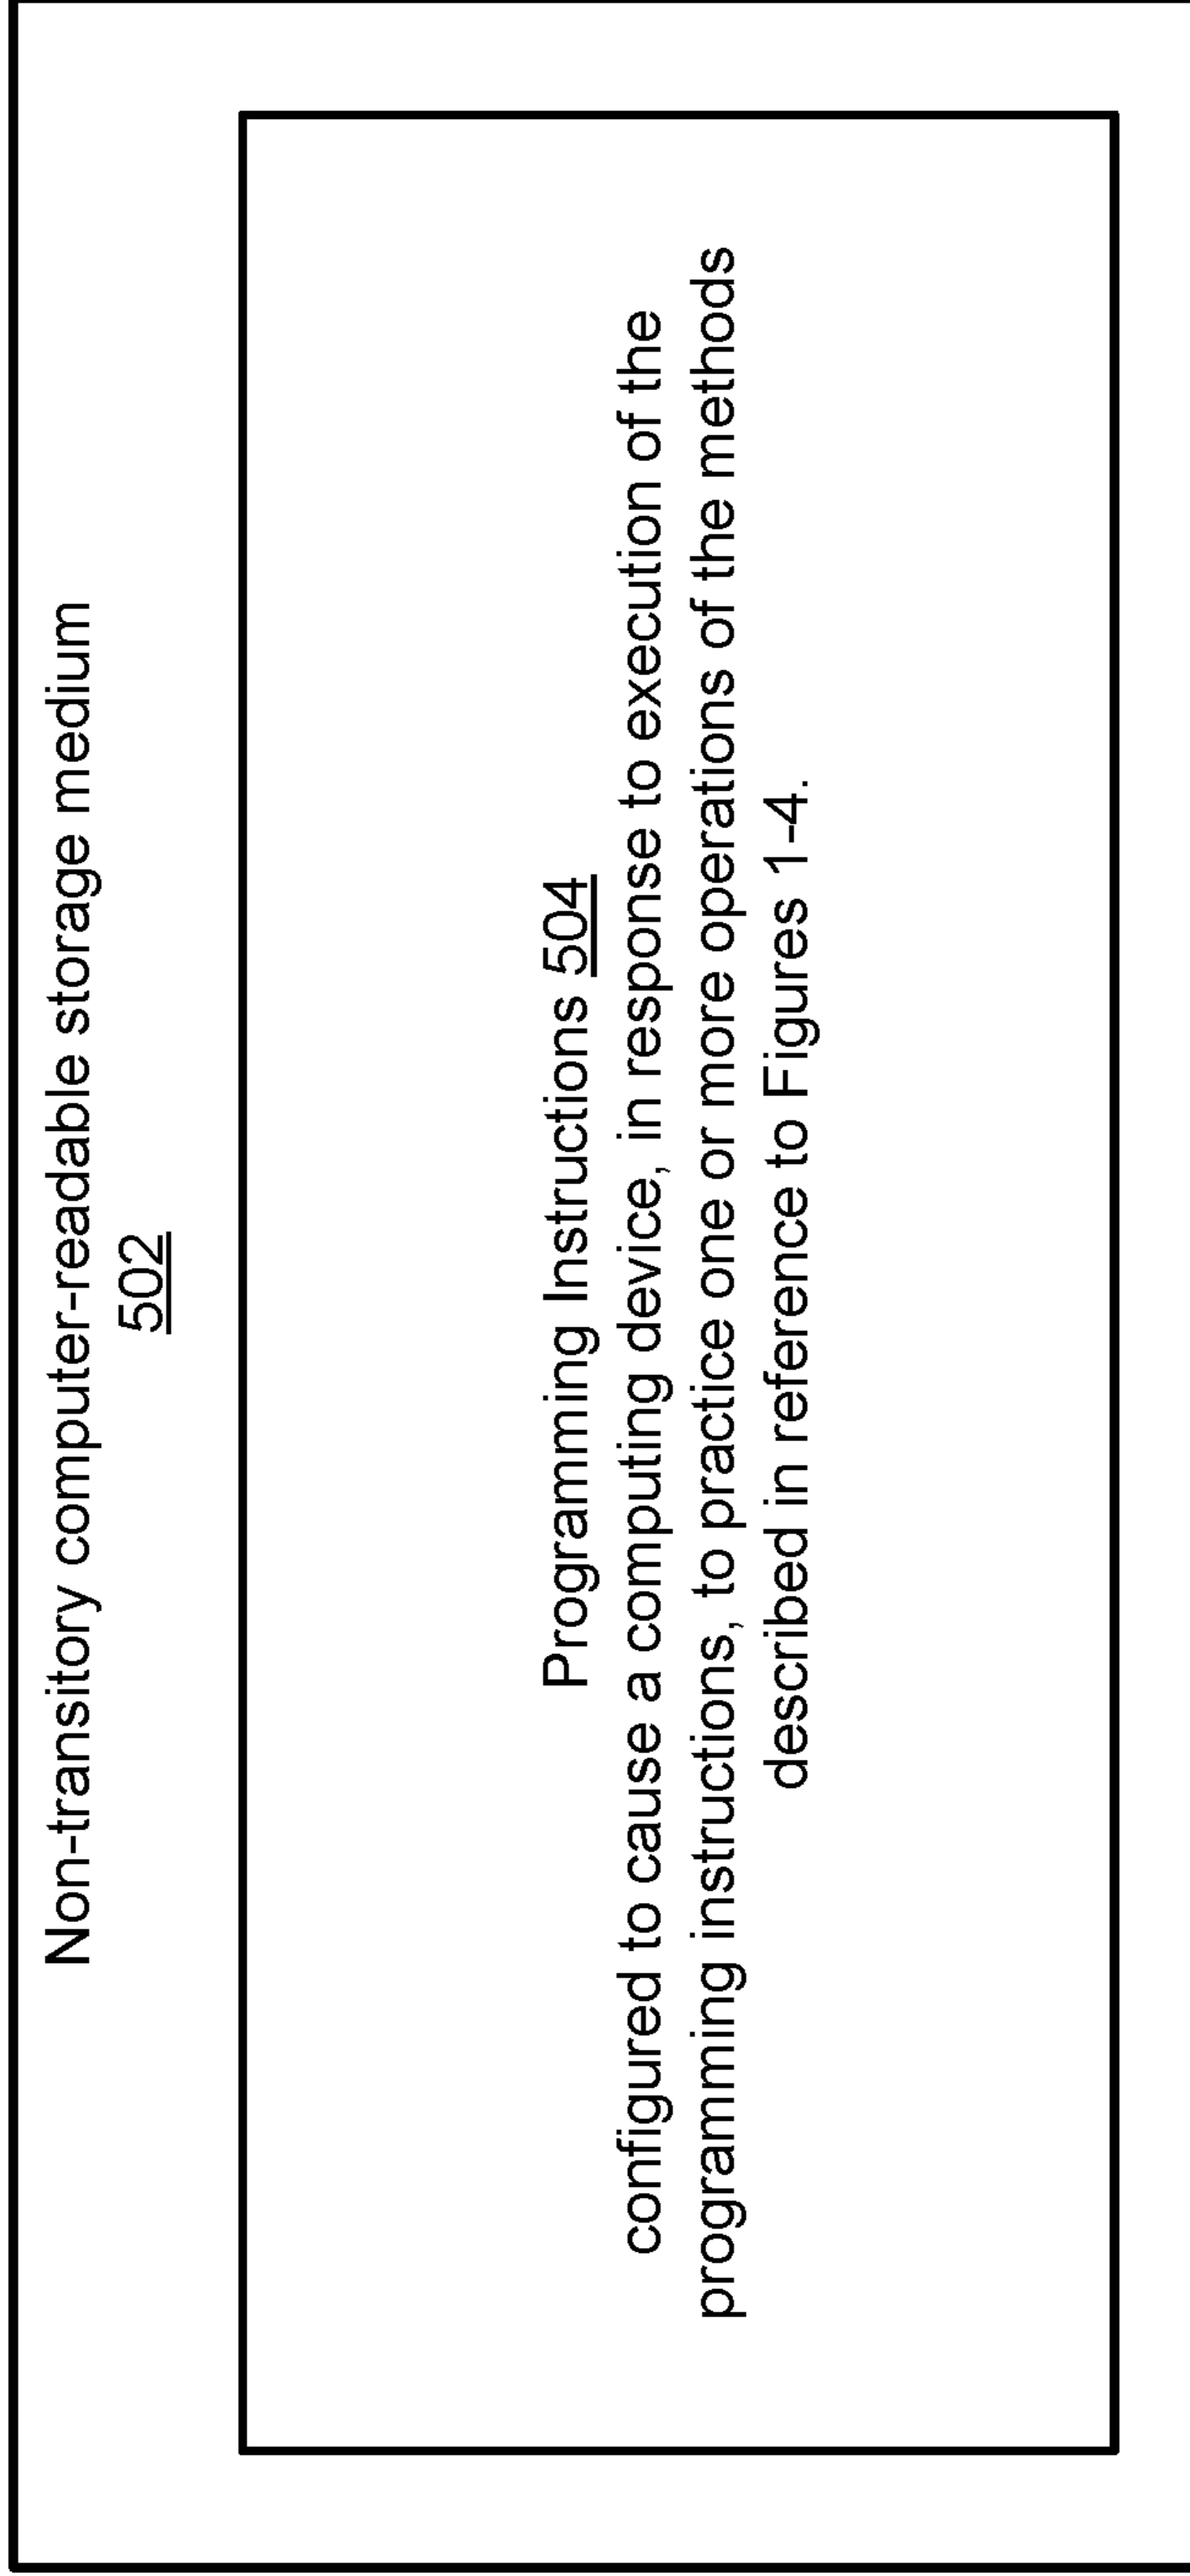 Non-transitory computer-readable storage medium
502
Programming Instructions 504
configured to cause a computing device, in response to execution of the
programming instructions, to practice one or more operations of the methods
described in reference to Figures 1-4.